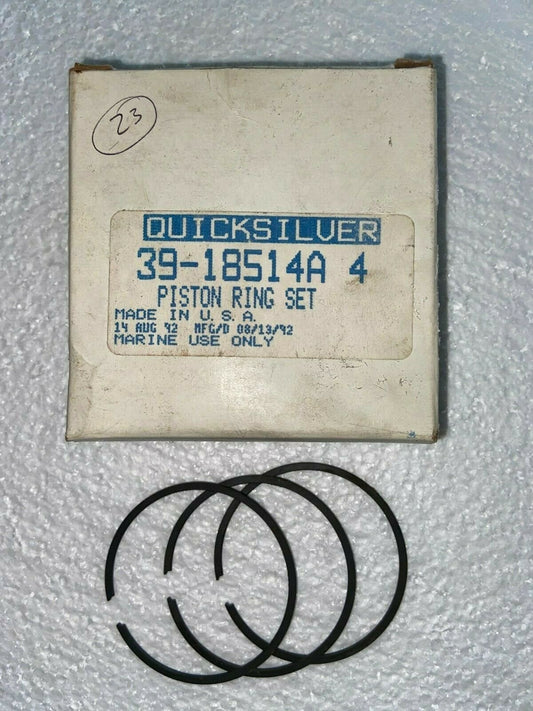 23
QUICKSILVER
39-18514A 4
PISTON RING SET
MADE IN U. S. A.
14 AUG 92 MFG/D 08/13/92
MARINE USE ONLY